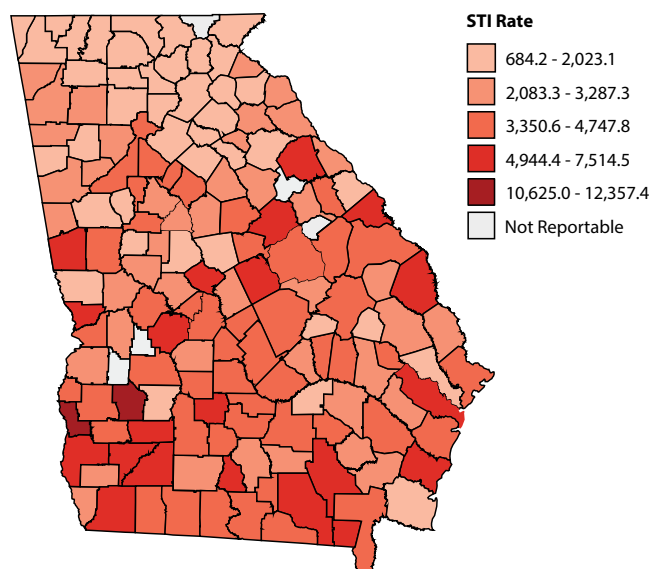 STI Rate
684.2 - 2,023.1
2,083.3 - 3,287.3
3,350.6 - 4,747.8
4,944.4 - 7,514.5
10,625.0 - 12,357.4
Not Reportable